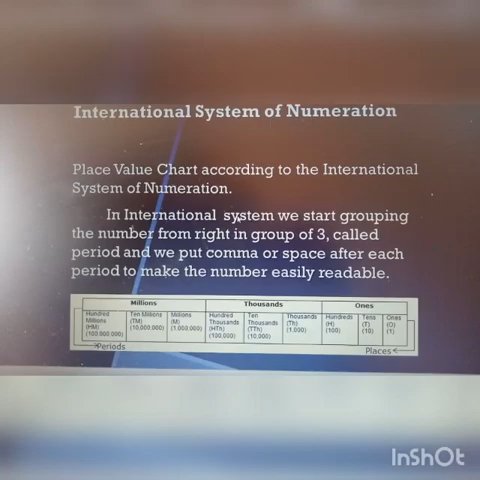 International System of Numeration
Place Value Chart according to the International
System of Numeration.
In International system we start grouping
the number from right in group of 3, called
period and we put comma or space after each
period to make the number easily readable.
Millions Thousands Ones
Hundred Millions (HM) (100,000,000) Ten Millions (TM) (10,000,000) Millions (M) (1,000,000) Hundred Thousands (HTh) (100,000) Ten Thousands (TTh) (10,000) Thousands (Th) (1,000) Hundreds (H) (100) Tens (T) (10) Ones (O) (1)
Periods Places
InShOt